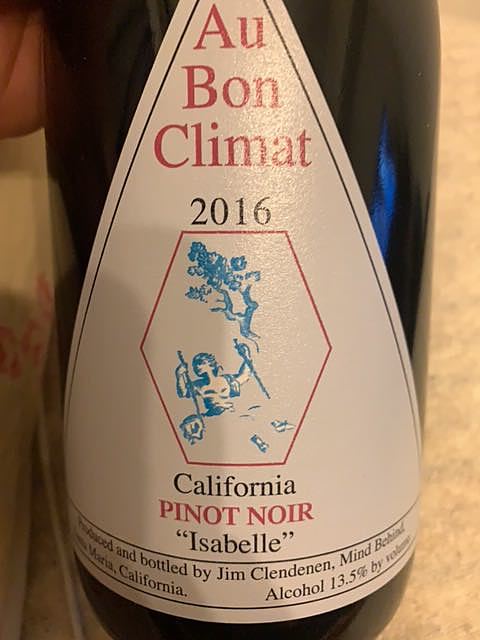 Au
Bon
Climat
2016
California
PINOT NOIR
“Isabelle”
Produced and bottled by Jim Clendenen, Mind Behind,
Maria, California. Alcohol 13.5% by volume